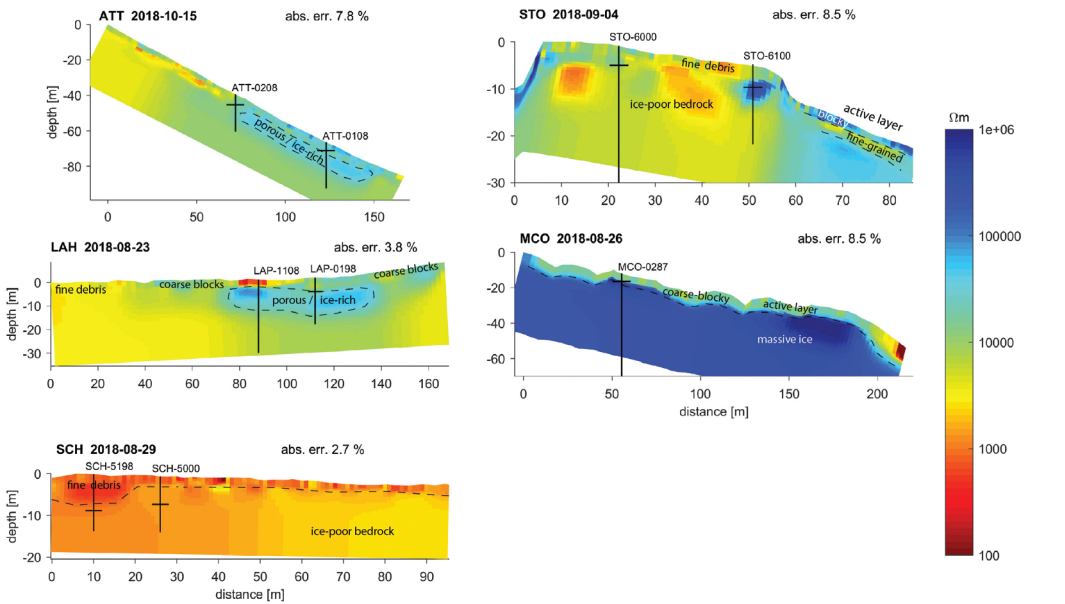 ATT 2018-10-15
abs. err. 7.8 %
0
-20
-40
-60
-80
depth [m]
ATT-0208
ATT-0108
porous / ice-rich
0
50
100
150
STO 2018-09-04
abs. err. 8.5 %
0
-10
-20
-30
STO-6000
STO-6100
fine debris
ice-poor bedrock
blocky
active layer
fine-grained
0
10
20
30
40
50
60
70
80
LAH 2018-08-23
abs. err. 3.8 %
0
-10
-20
-30
depth [m]
LAP-1108
LAP-0198
fine debris
coarse blocks
coarse blocks
porous / ice-rich
0
20
40
60
80
100
120
140
160
MCO 2018-08-26
abs. err. 8.5 %
0
-20
-40
-60
MCO-0287
coarse-blocky
active layer
massive ice
0
50
100
150
200
distance [m]
SCH 2018-08-29
abs. err. 2.7 %
0
-10
-20
depth [m]
SCH-5198
SCH-5000
fine debris
ice-poor bedrock
0
10
20
30
40
50
60
70
80
90
distance [m]
Ωm
1e+06
100000
10000
1000
100